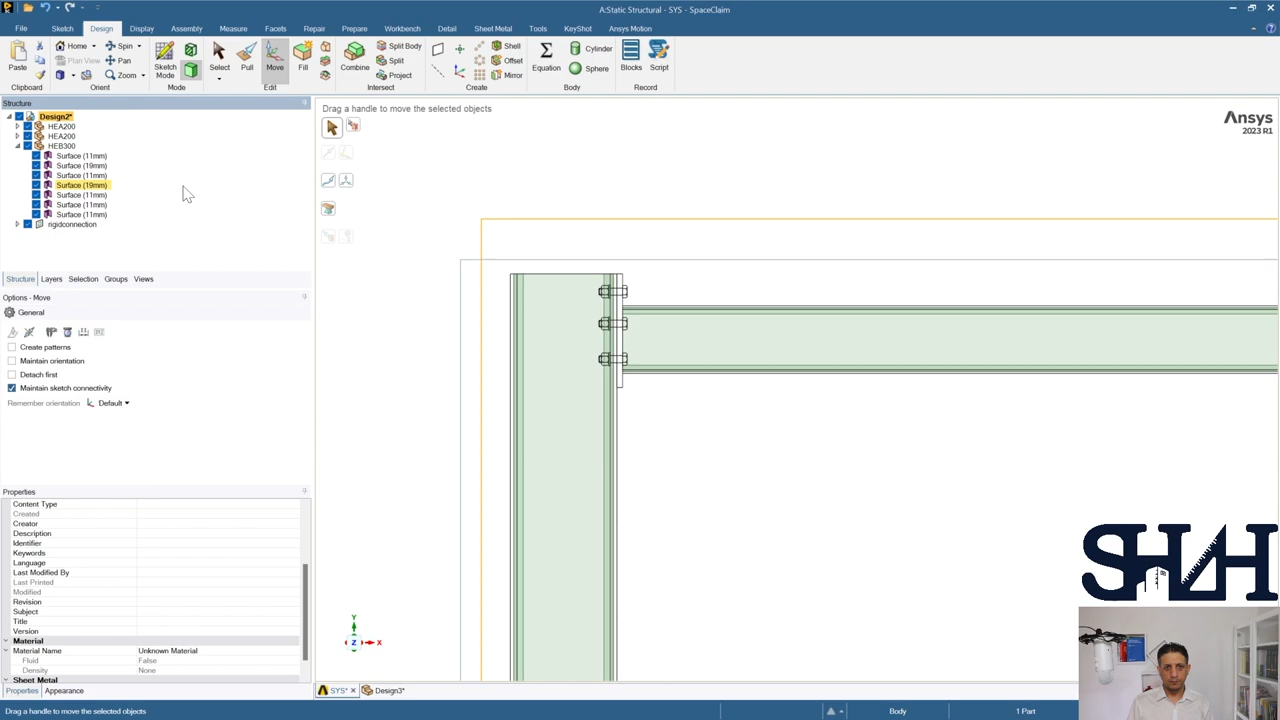 A:Static Structural - SYS - SpaceClaim
File Sketch Design Display Assembly Measure Facets Repair Prepare Workbench Detail Sheet Metal Tools KeyShot Ansys Motion
Home Spin Split Body Shell Cylinder
Plan View Pan Split Offset
Paste Zoom Sketch Mode Select Pull Move Fill Combine Project Mirror Equation Sphere Blocks Script
Clipboard Orient Mode Edit Intersect Create Body Record
Structure
Drag a handle to move the selected objects
Design2*
HEA200
HEA200
HEB300
Surface (11mm)
Surface (19mm)
Surface (11mm)
Surface (19mm)
Surface (11mm)
Surface (11mm)
Surface (11mm)
rigidconnection
Ansys
2023 R1
Structure Layers Selection Groups Views
Options - Move
General
Create patterns
Maintain orientation
Detach first
Maintain sketch connectivity
Remember orientation Default
Properties
Content Type
Created
Creator
Description
Identifier
Keywords
Language
Last Modified By
Last Printed
Modified
Revision
Subject
Title
Version
Material
Material Name Unknown Material
Fluid False
Density None
Sheet Metal
Properties Appearance
Y
Z X
SYS* Design3*
Drag a handle to move the selected objects Body 1 Part